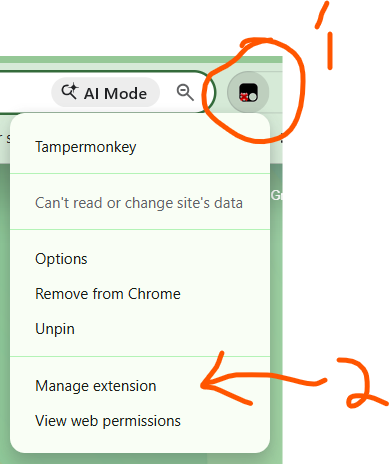 1
AI Mode
Tampermonkey
Can't read or change site's data
Options
Remove from Chrome
Unpin
Manage extension
2
View web permissions